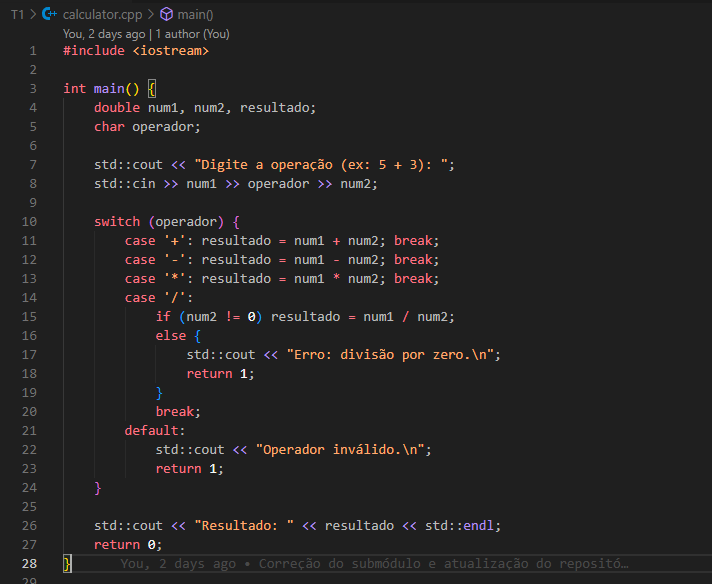 T1 > calculator.cpp > main()
You, 2 days ago | 1 author (You)
1 #include <iostream>
2
3 int main() {
4     double num1, num2, resultado;
5     char operador;
6
7     std::cout << "Digite a operação (ex: 5 + 3): ";
8     std::cin >> num1 >> operador >> num2;
9
10     switch (operador) {
11         case '+': resultado = num1 + num2; break;
12         case '-': resultado = num1 - num2; break;
13         case '*': resultado = num1 * num2; break;
14         case '/':
15             if (num2 != 0) resultado = num1 / num2;
16             else {
17                 std::cout << "Erro: divisão por zero.\n";
18                 return 1;
19             }
20             break;
21         default:
22             std::cout << "Operador inválido.\n";
23             return 1;
24     }
25
26     std::cout << "Resultado: " << resultado << std::endl;
27     return 0;
28 } You, 2 days ago • Correção do submódulo e atualização do repositó…
29